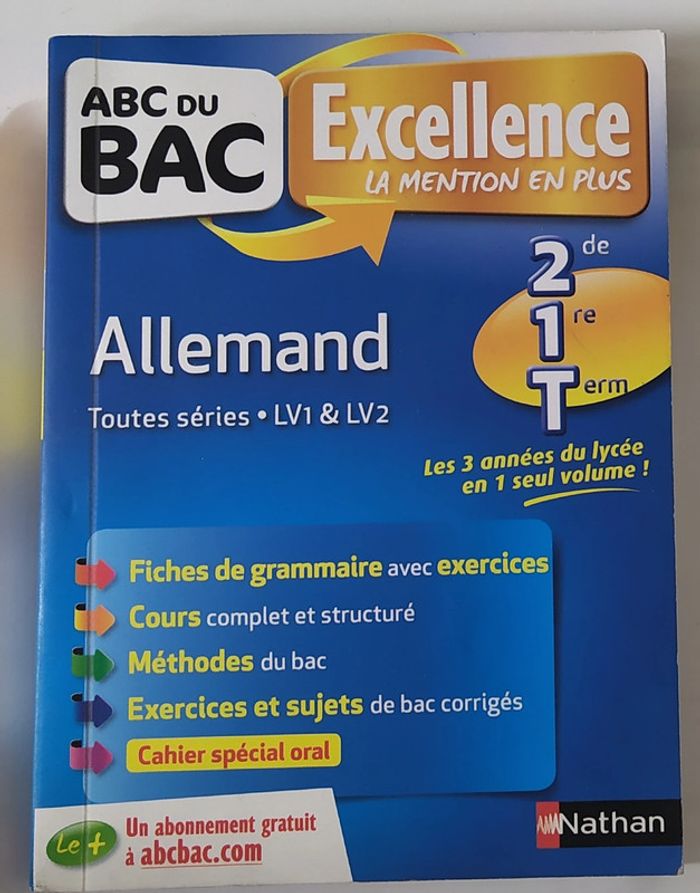 ABC DU
BAC
Excellence
LA MENTION EN PLUS
2de
1re
Term
Allemand
Toutes séries • LV1 & LV2
Les 3 années du lycée
en 1 seul volume !
Fiches de grammaire avec exercices
Cours complet et structuré
Méthodes du bac
Exercices et sujets de bac corrigés
Cahier spécial oral
Le +
Un abonnement gratuit
à abcbac.com
Nathan